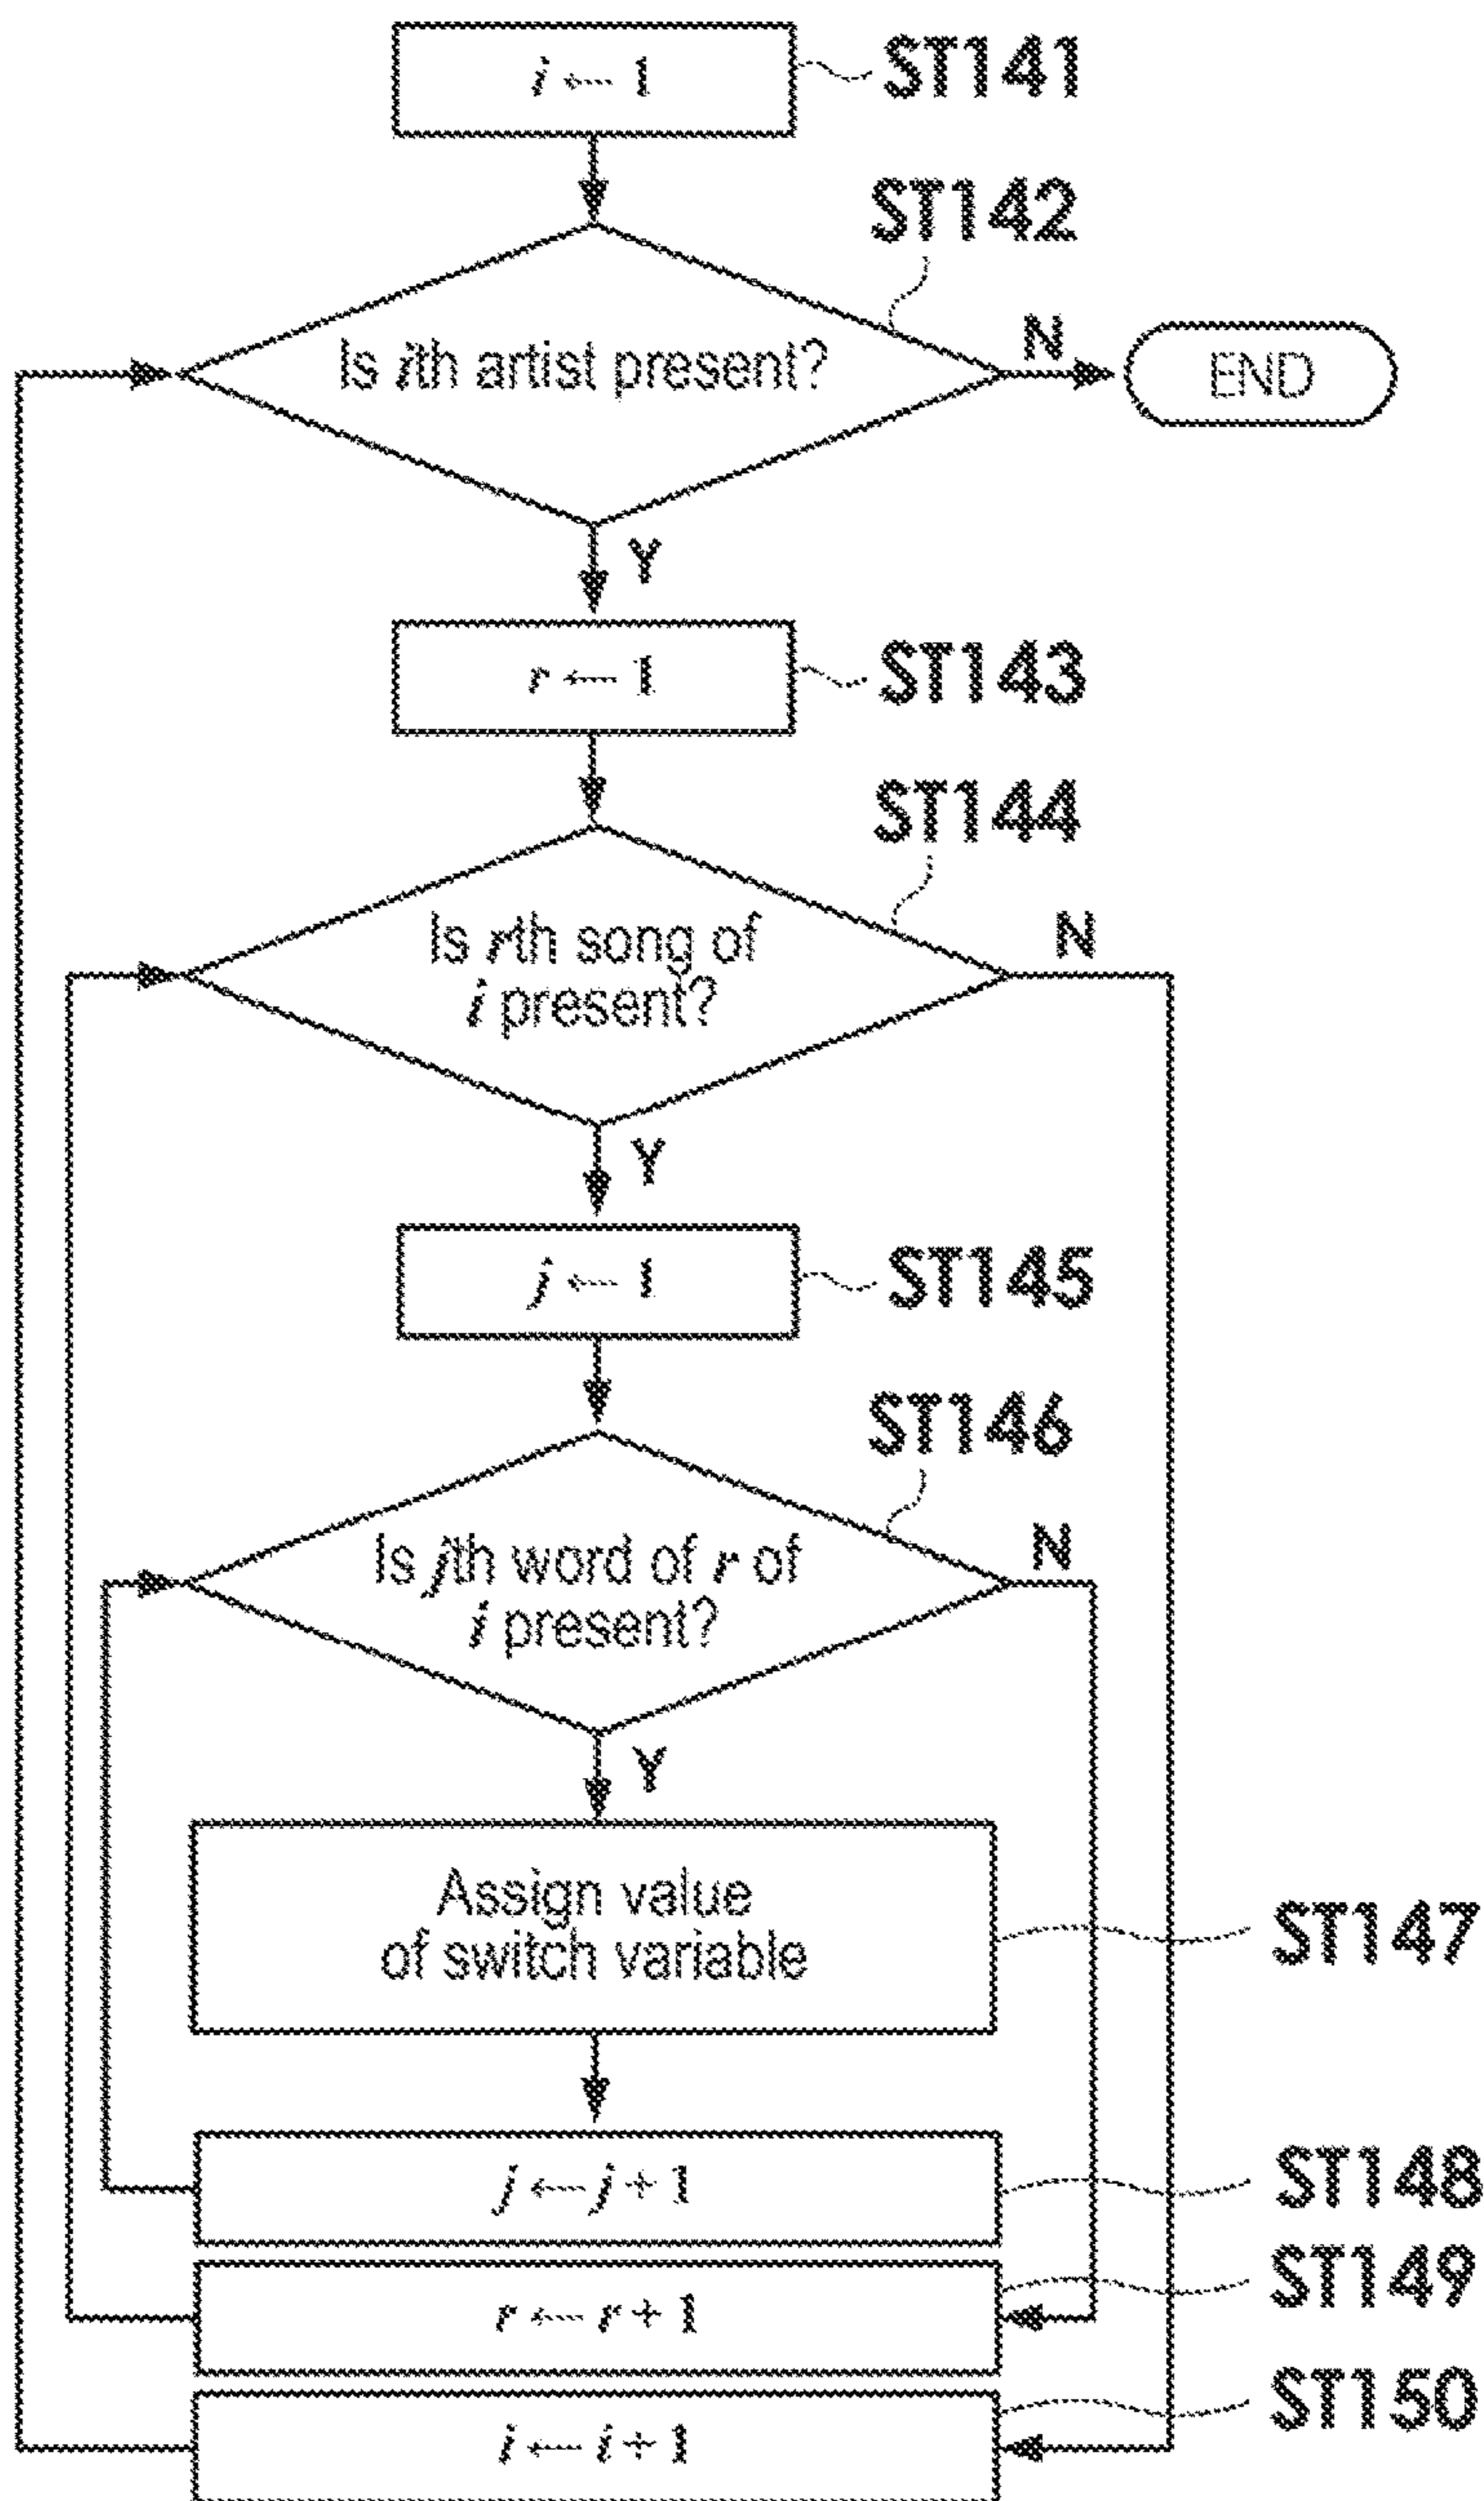 i ← 1
ST141
ST142
Is ith artist present?
N
END
Y
r ← 1
ST143
ST144
Is rth song of
i present?
N
Y
j ← 1
ST145
ST146
Is jth word of r of
i present?
N
Y
Assign value
of switch variable
ST147
j ← j + 1
ST148
r ← r + 1
ST149
i ← i + 1
ST150